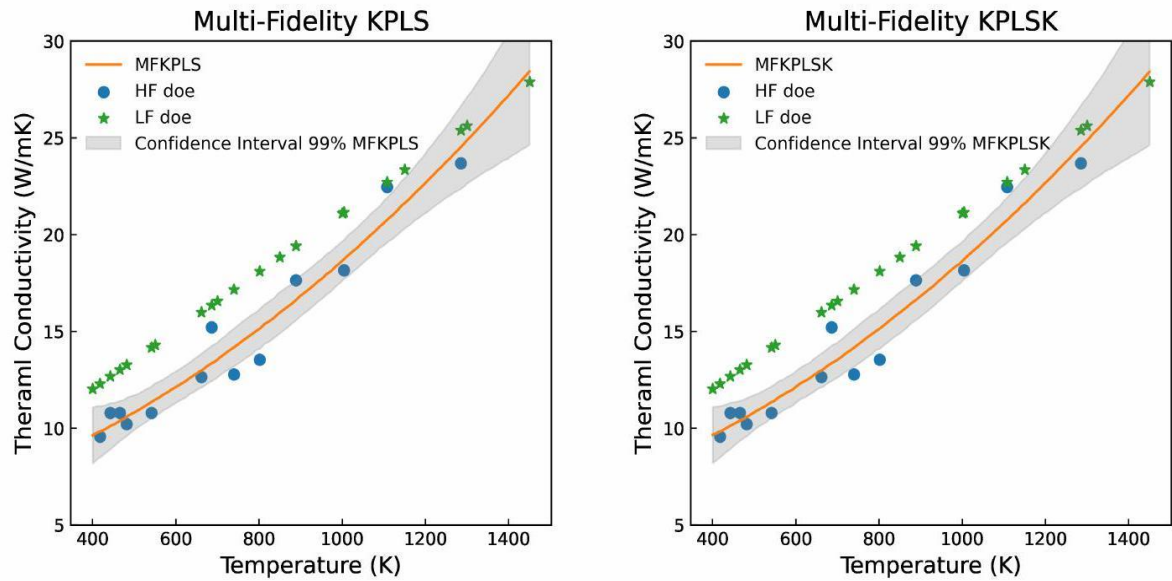 Multi-Fidelity KPLS
30
25
20
15
10
5
Theraml Conductivity (W/mK)
MFKPLS
HF doe
LF doe
Confidence Interval 99% MFKPLS
400 600 800 1000 1200 1400
Temperature (K)
Multi-Fidelity KPLSK
30
25
20
15
10
5
Theraml Conductivity (W/mK)
MFKPLSK
HF doe
LF doe
Confidence Interval 99% MFKPLSK
400 600 800 1000 1200 1400
Temperature (K)